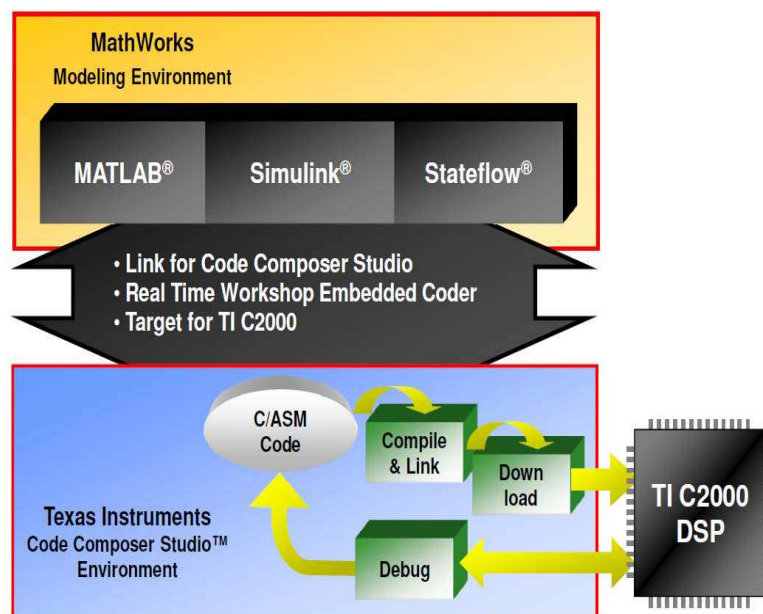 MathWorks
Modeling Environment
MATLAB®
Simulink®
Stateflow®
• Link for Code Composer Studio
• Real Time Workshop Embedded Coder
• Target for TI C2000
C/ASM
Code
Compile
& Link
Down
load
Texas Instruments
Code Composer Studio™
Environment
Debug
TI C2000
DSP